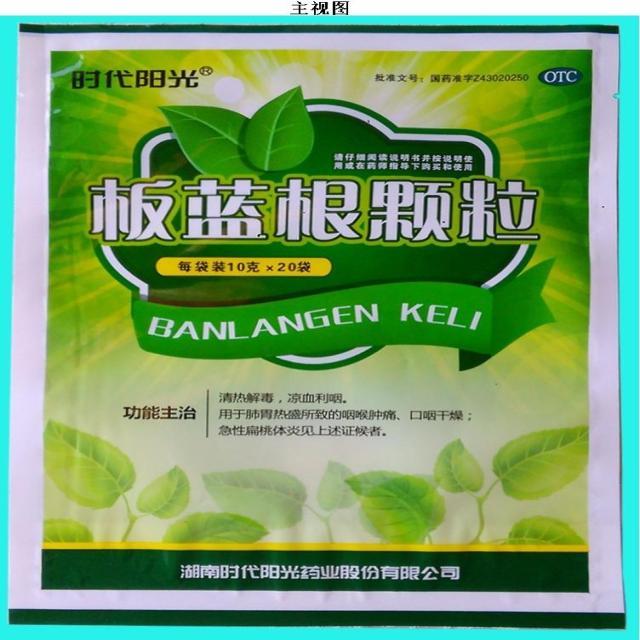 主视图
时代阳光®
批准文号：国药准字Z43020250
OTC
请仔细阅读说明书并按说明使
用或在药师指导下购买和使用
板蓝根颗粒
每袋装10克×20袋
BANLANGEN KELI
功能主治
清热解毒，凉血利咽。
用于肺胃热盛所致的咽喉肿痛、口咽干燥；
急性扁桃体炎见上述证候者。
湖南时代阳光药业股份有限公司